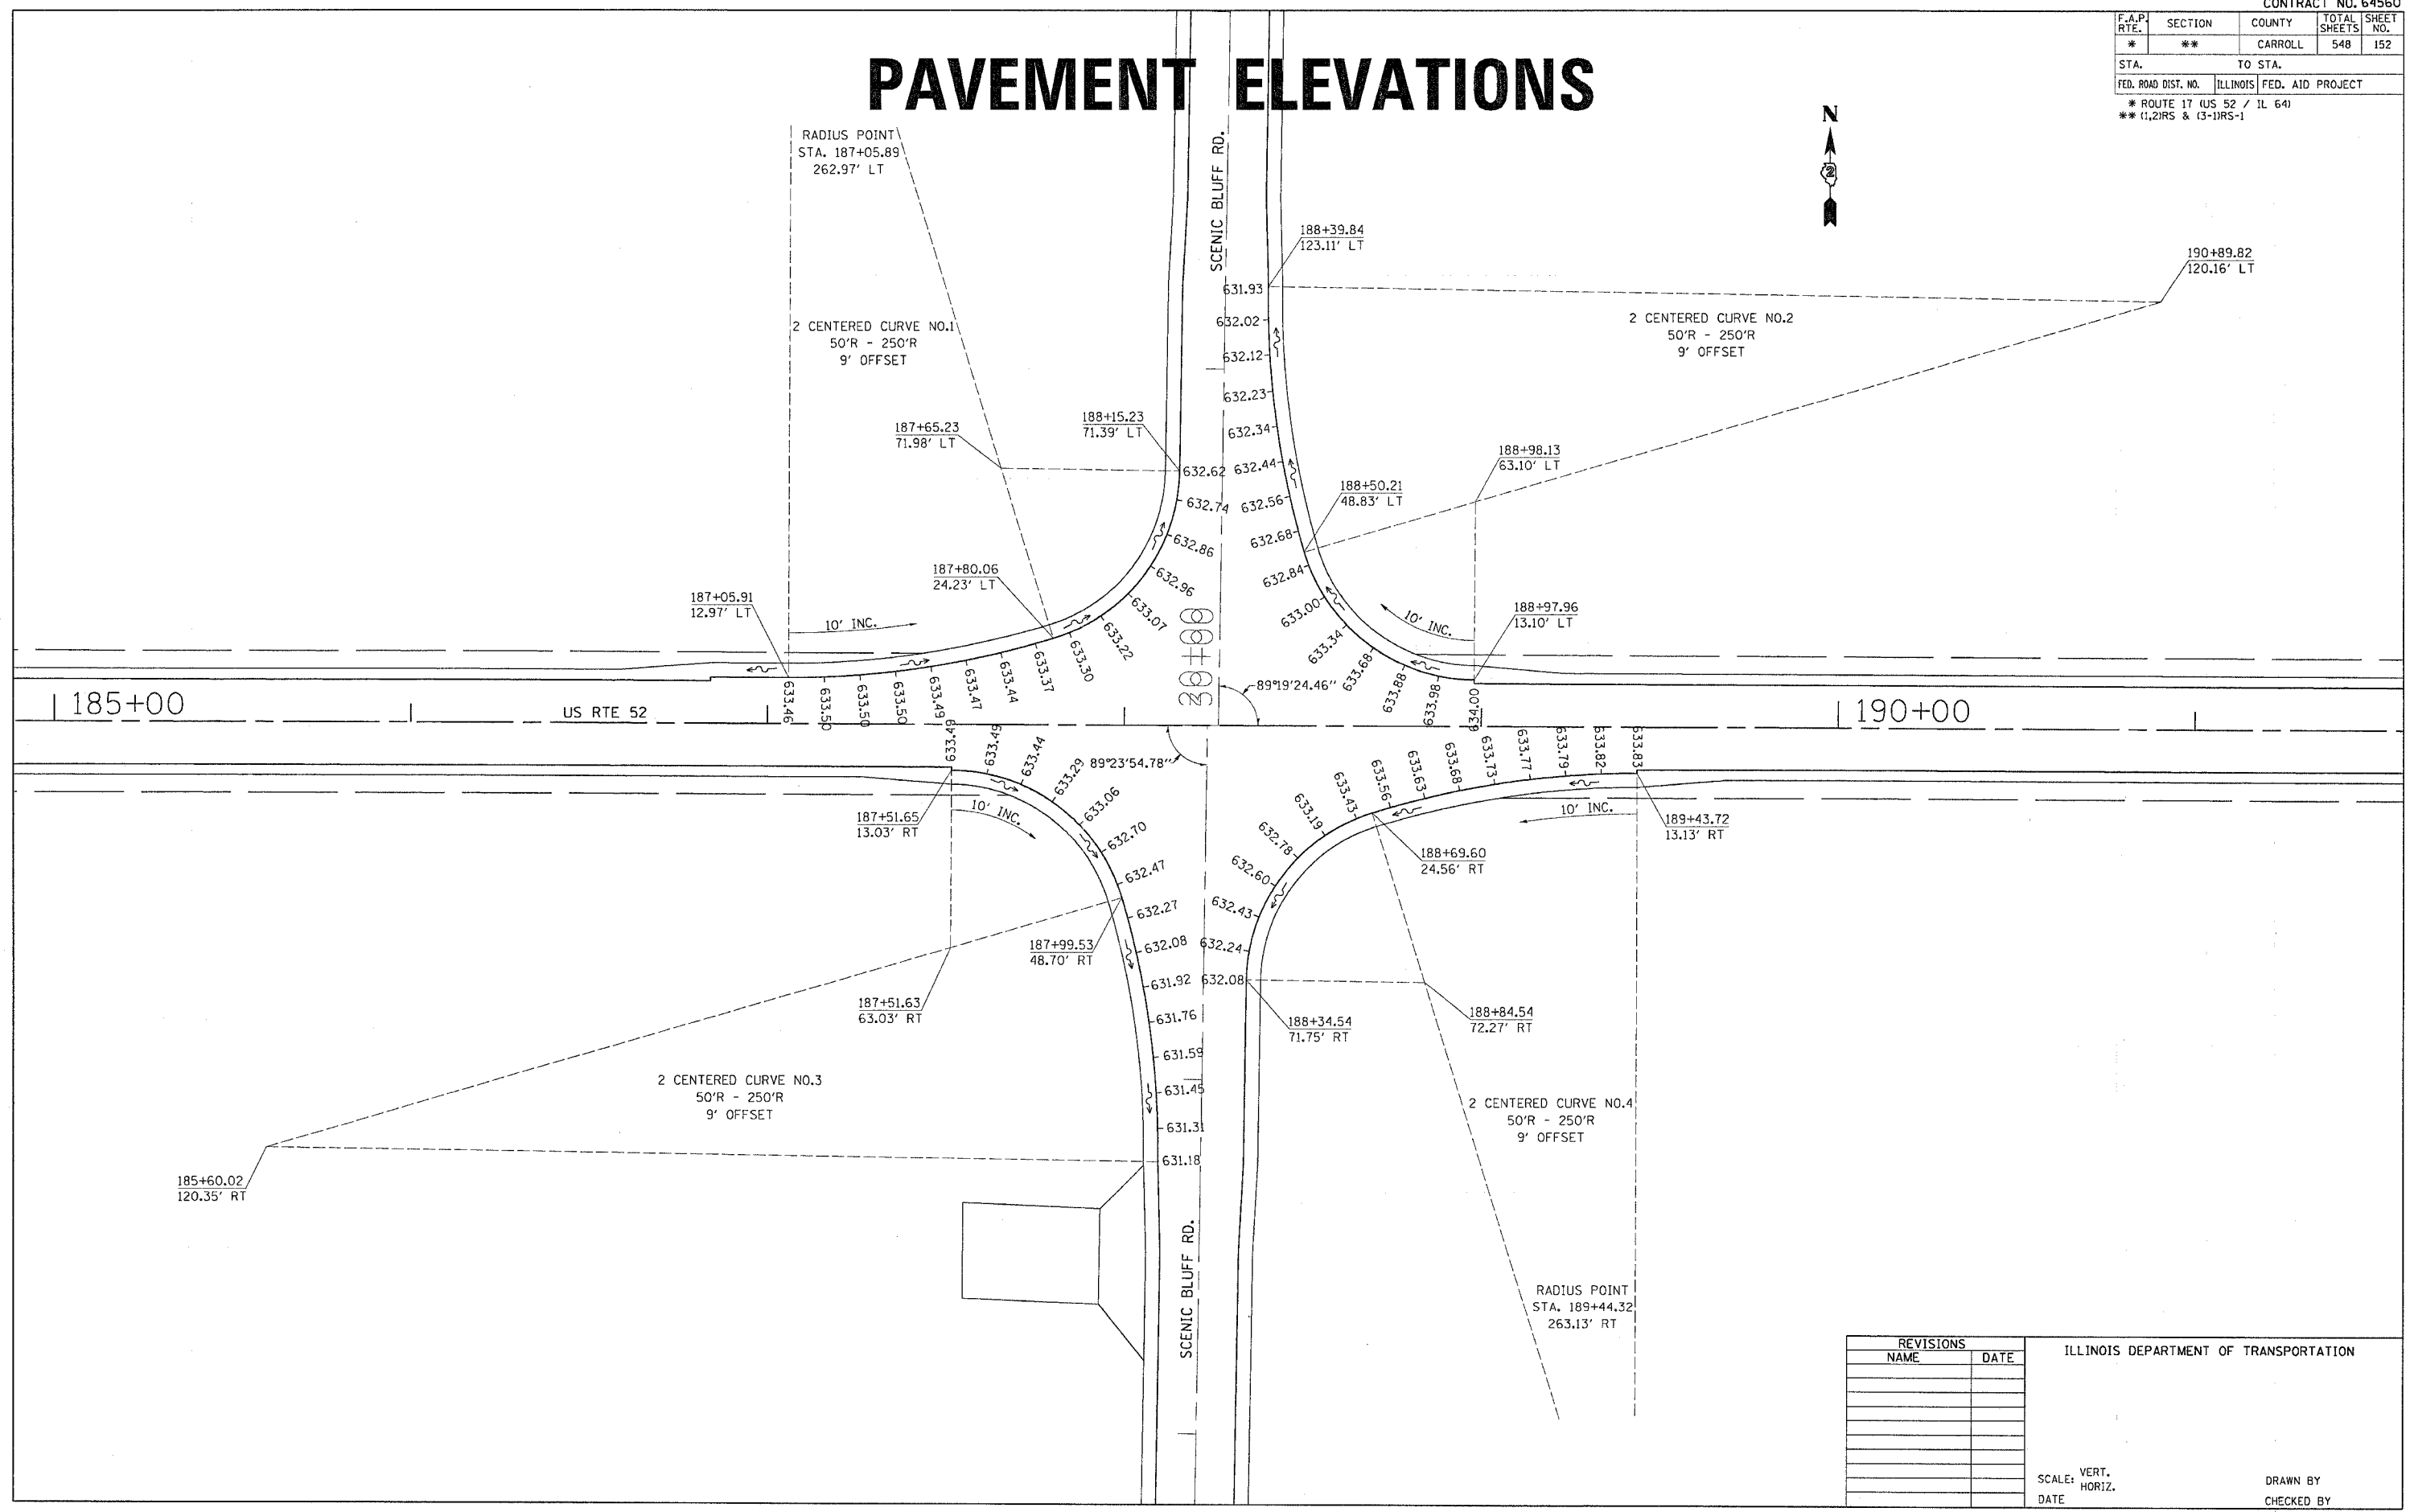 CONTRACT NO. 64560
F.A.P. RTE. SECTION COUNTY TOTAL SHEETS SHEET NO.
* ** CARROLL 548 152
STA. TO STA.
FED. ROAD DIST. NO. ILLINOIS FED. AID PROJECT
* ROUTE 17 (US 52 / IL 64)
** (1,2)RS & (3-1)RS-1
PAVEMENT ELEVATIONS
N
2
RADIUS POINT
STA. 187+05.89
262.97' LT
SCENIC BLUFF RD.
188+39.84
123.11' LT
190+89.82
120.16' LT
2 CENTERED CURVE NO.1
50'R - 250'R
9' OFFSET
2 CENTERED CURVE NO.2
50'R - 250'R
9' OFFSET
631.93
632.02
632.12
632.23
632.34
632.44
632.56
632.68
632.84
633.00
633.34
633.68
633.88
633.98
634.00
187+65.23
71.98' LT
188+15.23
71.39' LT
188+98.13
63.10' LT
188+50.21
48.83' LT
632.62
632.74
632.86
632.96
633.07
633.22
633.30
633.37
633.44
633.47
633.49
633.50
633.50
633.50
633.46
187+80.06
24.23' LT
187+05.91
12.97' LT
10' INC.
10' INC.
188+97.96
13.10' LT
30+00
89°19'24.46"
185+00
US RTE 52
190+00
89°23'54.78"
633.49
633.49
633.44
633.29
633.06
632.70
632.47
632.27
632.08
631.92
631.76
631.59
631.45
631.31
631.18
633.83
633.82
633.79
633.77
633.73
633.68
633.63
633.56
633.43
633.19
632.78
632.60
632.43
632.24
632.08
187+51.65
13.03' RT
10' INC.
10' INC.
189+43.72
13.13' RT
188+69.60
24.56' RT
187+99.53
48.70' RT
187+51.63
63.03' RT
188+34.54
71.75' RT
188+84.54
72.27' RT
2 CENTERED CURVE NO.3
50'R - 250'R
9' OFFSET
2 CENTERED CURVE NO.4
50'R - 250'R
9' OFFSET
185+60.02
120.35' RT
SCENIC BLUFF RD.
RADIUS POINT
STA. 189+44.32
263.13' RT
REVISIONS
NAME DATE
ILLINOIS DEPARTMENT OF TRANSPORTATION
SCALE: VERT.
HORIZ.
DATE
DRAWN BY
CHECKED BY